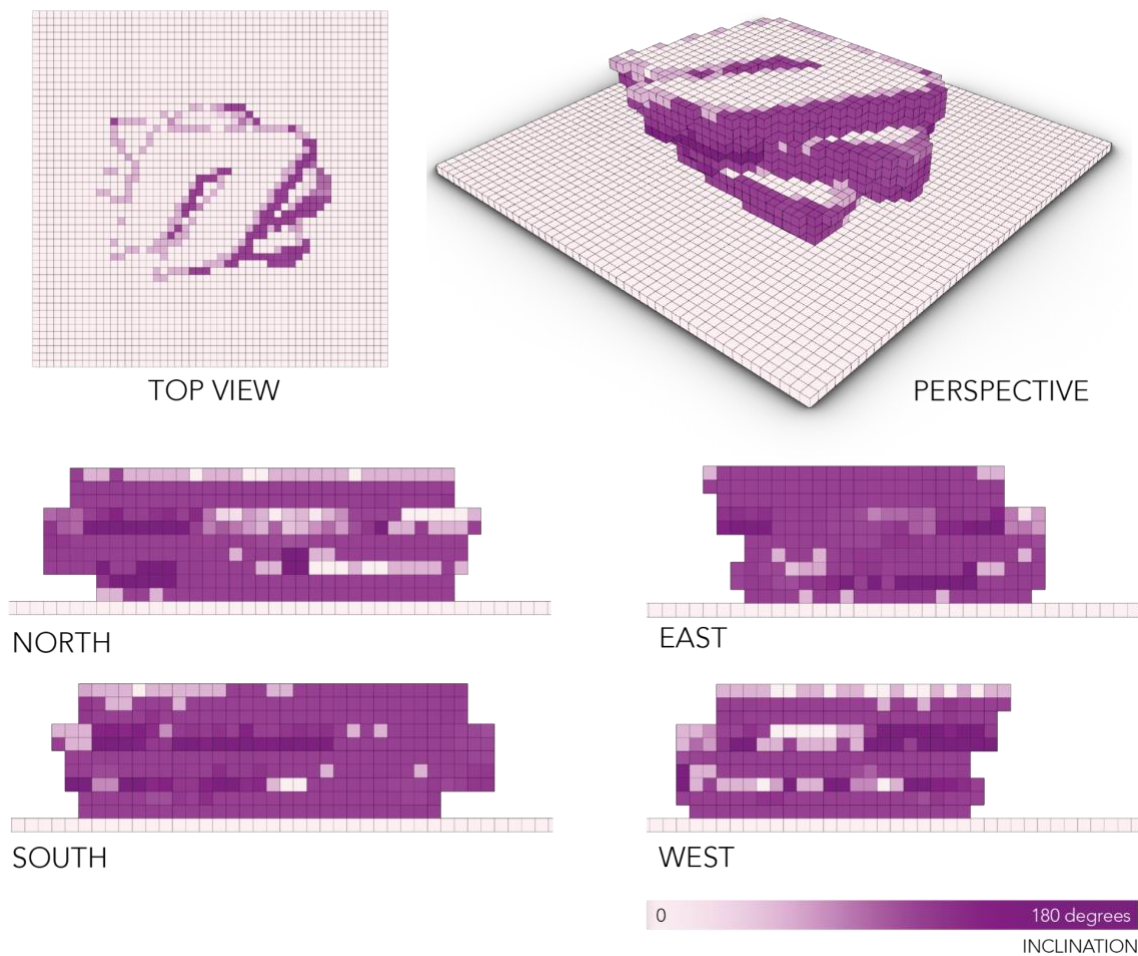 TOP VIEW
PERSPECTIVE
NORTH
EAST
SOUTH
WEST
0
180 degrees
INCLINATION